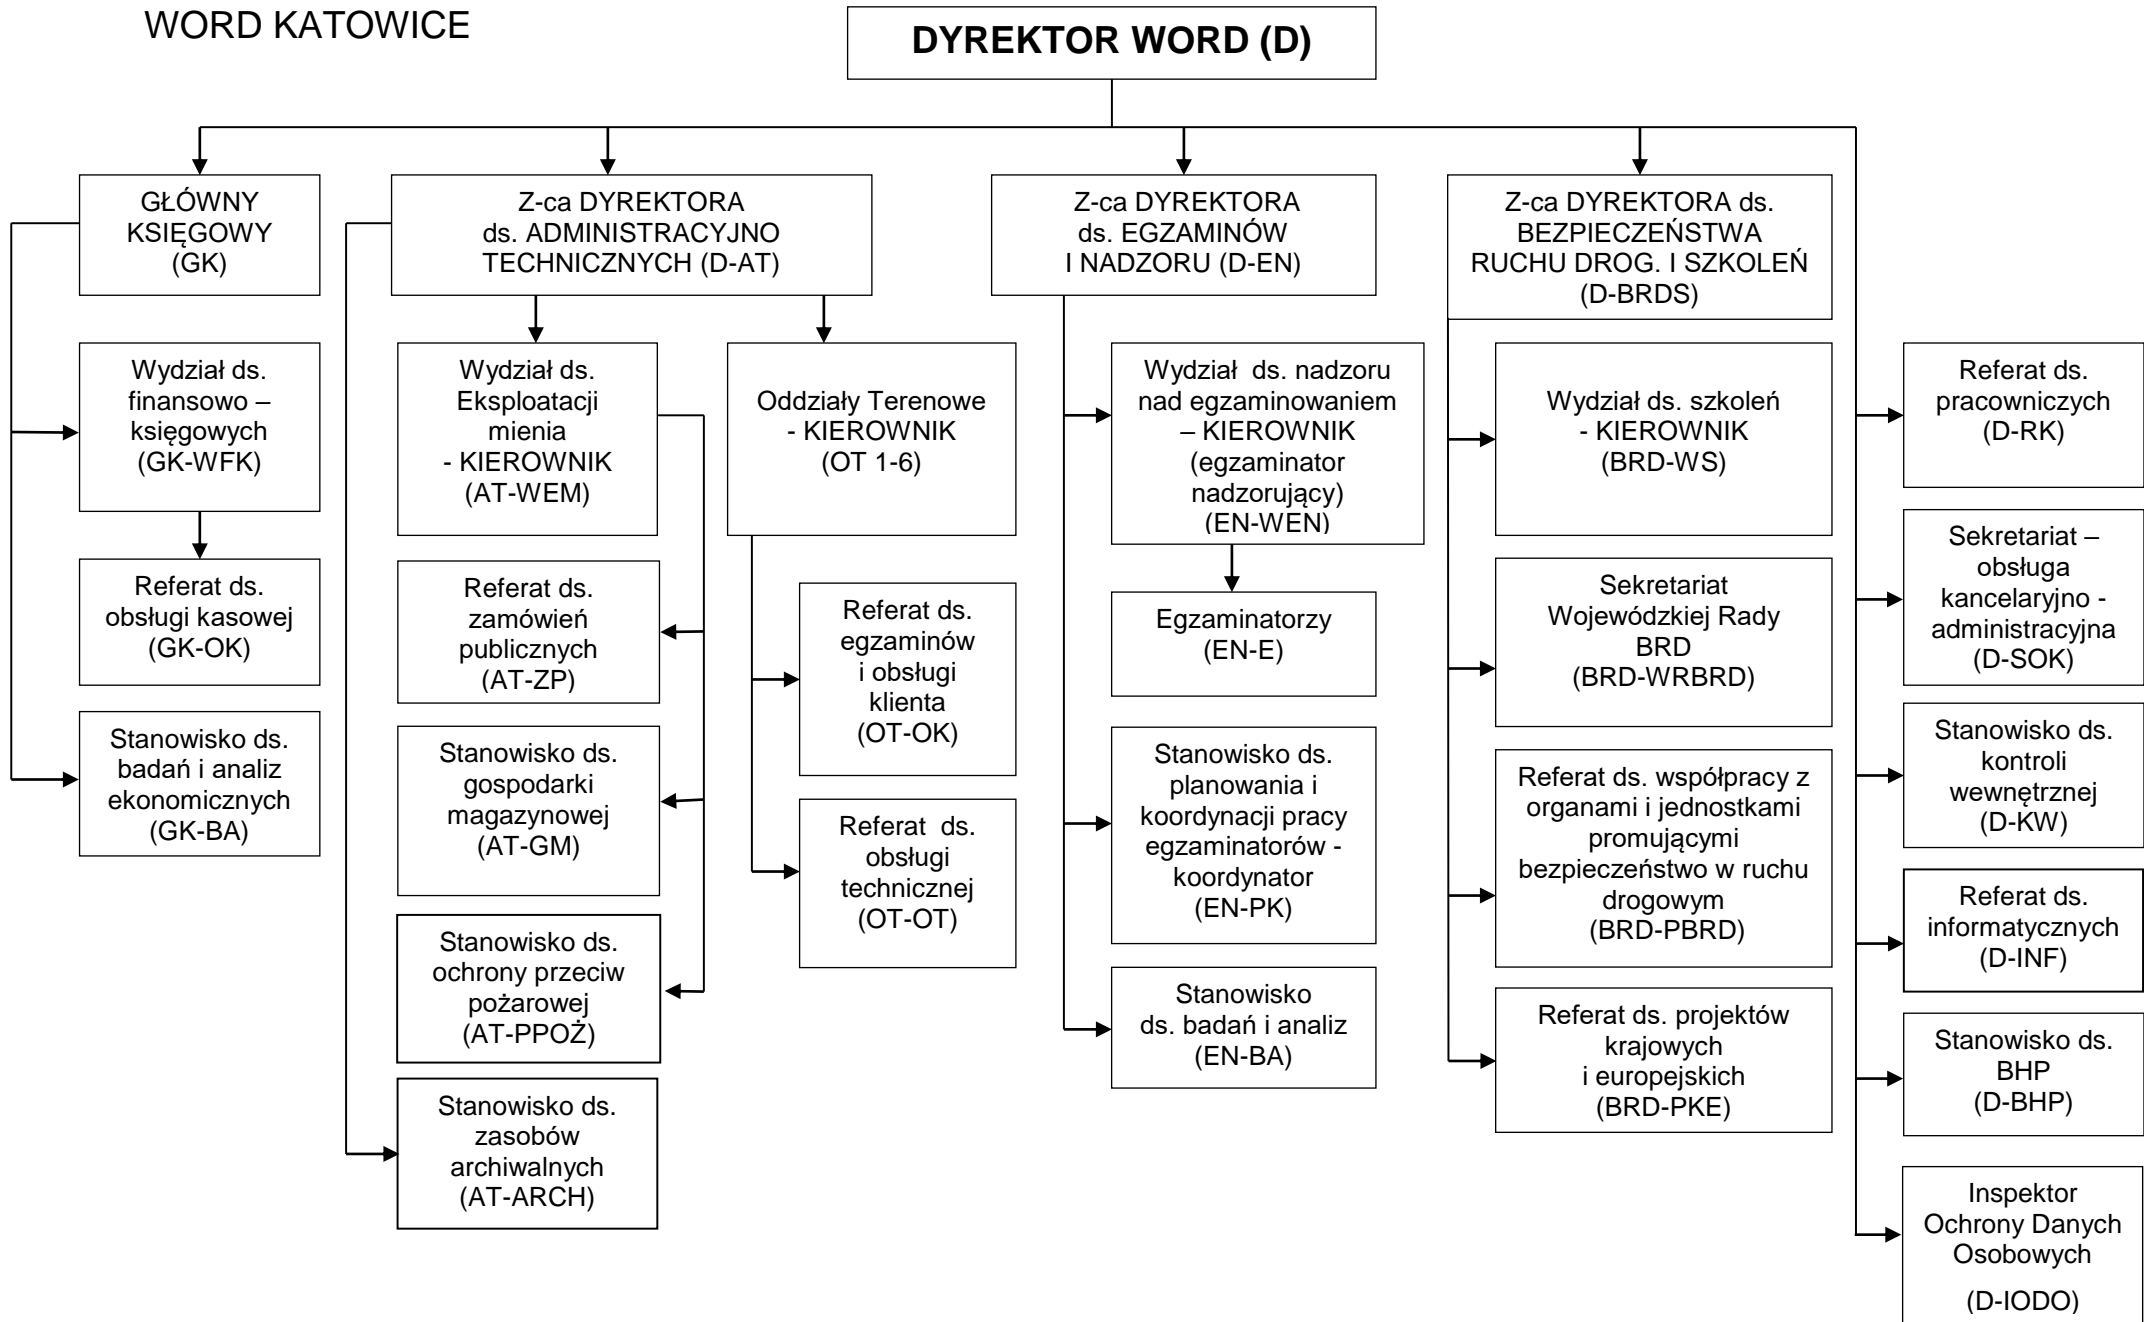 WORD KATOWICE
DYREKTOR WORD (D)
GŁÓWNY
KSIĘGOWY
(GK)
Z-ca DYREKTORA
ds. ADMINISTRACYJNO
TECHNICZNYCH (D-AT)
Z-ca DYREKTORA
ds. EGZAMINÓW
I NADZORU (D-EN)
Z-ca DYREKTORA ds.
BEZPIECZEŃSTWA
RUCHU DROG. I SZKOLEŃ
(D-BRDS)
Wydział ds.
finansowo –
księgowych
(GK-WFK)
Referat ds.
obsługi kasowej
(GK-OK)
Stanowisko ds.
badań i analiz
ekonomicznych
(GK-BA)
Wydział ds.
Eksploatacji
mienia
- KIEROWNIK
(AT-WEM)
Referat ds.
zamówień
publicznych
(AT-ZP)
Stanowisko ds.
gospodarki
magazynowej
(AT-GM)
Stanowisko ds.
ochrony przeciw
pożarowej
(AT-PPOŻ)
Stanowisko ds.
zasobów
archiwalnych
(AT-ARCH)
Oddziały Terenowe
- KIEROWNIK
(OT 1-6)
Referat ds.
egzaminów
i obsługi
klienta
(OT-OK)
Referat  ds.
obsługi
technicznej
(OT-OT)
Wydział  ds. nadzoru
nad egzaminowaniem
– KIEROWNIK
(egzaminator
nadzorujący)
(EN-WEN)
Egzaminatorzy
(EN-E)
Stanowisko ds.
planowania i
koordynacji pracy
egzaminatorów -
koordynator
(EN-PK)
Stanowisko
ds. badań i analiz
(EN-BA)
Wydział ds. szkoleń
- KIEROWNIK
(BRD-WS)
Sekretariat
Wojewódzkiej Rady
BRD
(BRD-WRBRD)
Referat ds. współpracy z
organami i jednostkami
promującymi
bezpieczeństwo w ruchu
drogowym
(BRD-PBRD)
Referat ds. projektów
krajowych
i europejskich
(BRD-PKE)
Referat ds.
pracowniczych
(D-RK)
Sekretariat –
obsługa
kancelaryjno -
administracyjna
(D-SOK)
Stanowisko ds.
kontroli
wewnętrznej
(D-KW)
Referat ds.
informatycznych
(D-INF)
Stanowisko ds.
BHP
(D-BHP)
Inspektor
Ochrony Danych
Osobowych
(D-IODO)